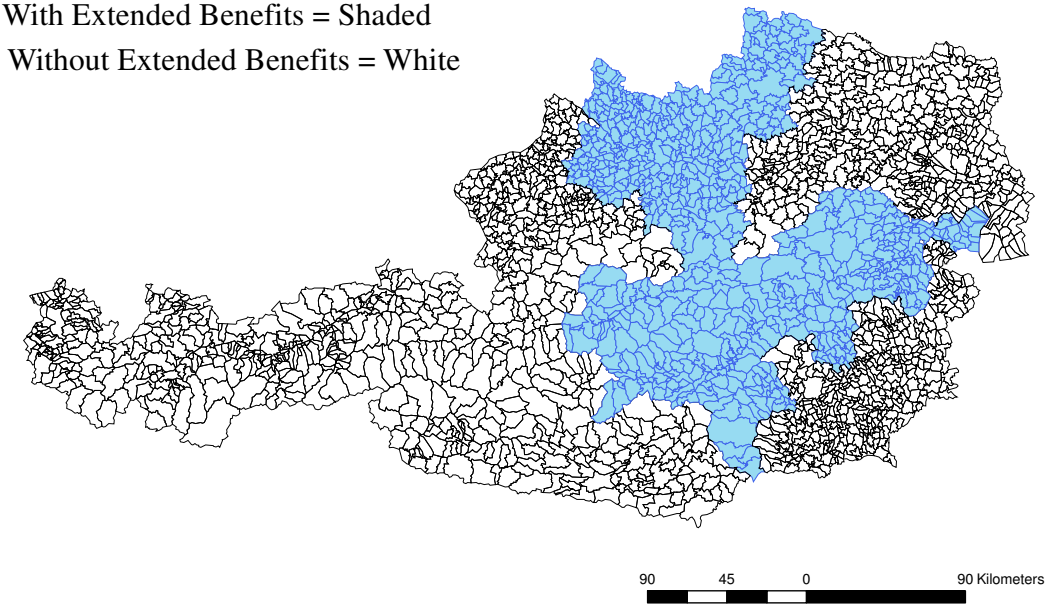 With Extended Benefits = Shaded
Without Extended Benefits = White
90 45 0 90 Kilometers